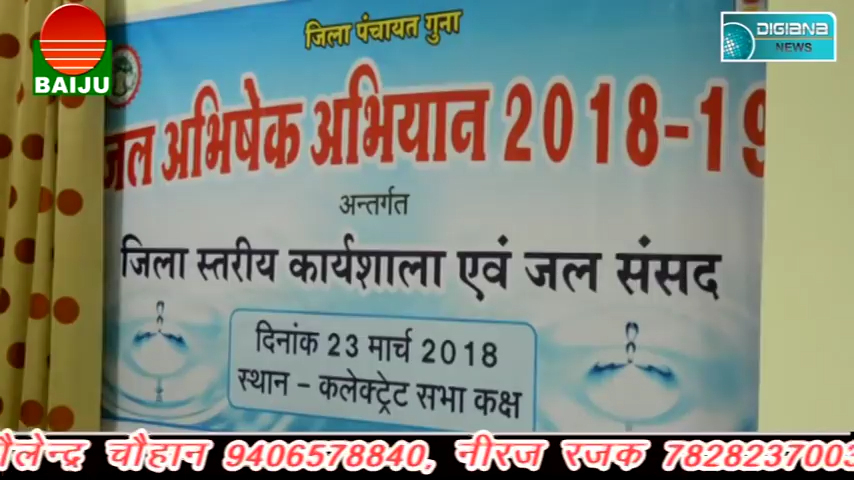 BAIJU
DIGIANA
NEWS
जिला पंचायत गुना
जल अभिषेक अभियान 2018-19
अन्तर्गत
जिला स्तरीय कार्यशाला एवं जल संसद
दिनांक 23 मार्च 2018
स्थान - कलेक्ट्रेट सभा कक्ष
चौहान 9406578840, नीरज रजक 7828237003